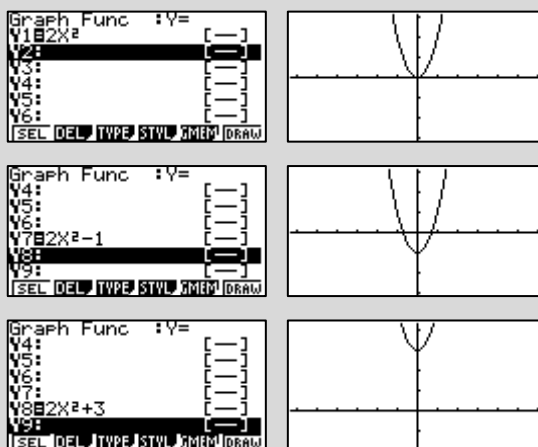 Graph Func :Y=
Y1=2X²  [—]
Y2:  [—]
Y3:  [—]
Y4:  [—]
Y5:  [—]
Y6:  [—]
SEL DEL TYPE STYL GMEM DRAW
Graph Func :Y=
Y4:  [—]
Y5:  [—]
Y6:  [—]
Y7=2X²-1  [—]
Y8:  [—]
Y9:  [—]
SEL DEL TYPE STYL GMEM DRAW
Graph Func :Y=
Y4:  [—]
Y5:  [—]
Y6:  [—]
Y7:  [—]
Y8=2X²+3  [—]
Y9:  [—]
SEL DEL TYPE STYL GMEM DRAW